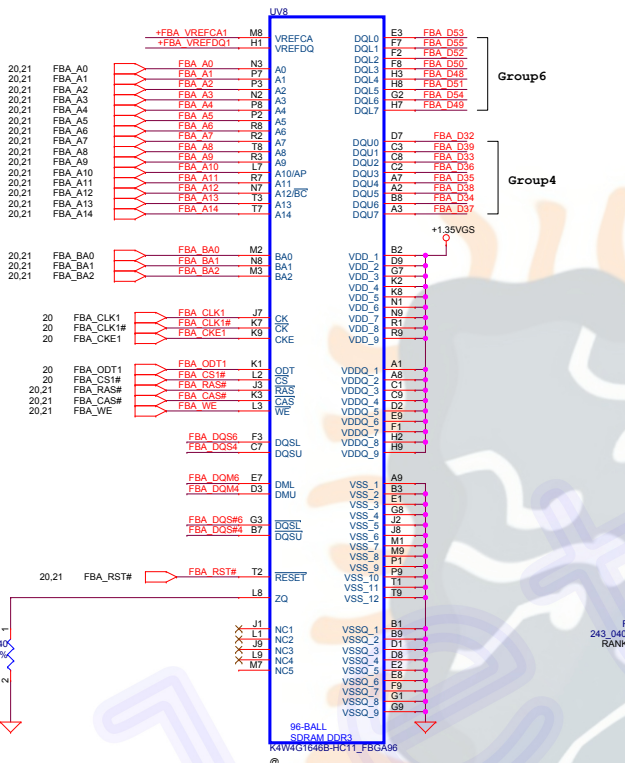 UV8
+FBA_VREFCA1 M8 VREFCA DQL0 E3 FBA_D53
+FBA_VREFDQ1 H1 VREFDQ DQL1 F7 FBA_D55
DQL2 F2 FBA_D52
20,21 FBA_A0 FBA_A0 N3 A0 DQL3 F8 FBA_D50
20,21 FBA_A1 FBA_A1 P7 A1 DQL4 H3 FBA_D48
20,21 FBA_A2 FBA_A2 P3 A2 DQL5 H8 FBA_D51
20,21 FBA_A3 FBA_A3 N2 A3 DQL6 G2 FBA_D54
20,21 FBA_A4 FBA_A4 P8 A4 DQL7 H7 FBA_D49
Group6
20,21 FBA_A5 FBA_A5 P2 A5
20,21 FBA_A6 FBA_A6 R8 A6
20,21 FBA_A7 FBA_A7 R2 A7 DQU0 D7 FBA_D32
20,21 FBA_A8 FBA_A8 T8 A8 DQU1 C3 FBA_D39
20,21 FBA_A9 FBA_A9 R3 A9 DQU2 C8 FBA_D33
20,21 FBA_A10 FBA_A10 L7 A10/AP DQU3 C2 FBA_D36
20,21 FBA_A11 FBA_A11 R7 A11 DQU4 A7 FBA_D35
20,21 FBA_A12 FBA_A12 N7 A12/BC DQU5 A2 FBA_D38
20,21 FBA_A13 FBA_A13 T3 A13 DQU6 B8 FBA_D34
20,21 FBA_A14 FBA_A14 T7 A14 DQU7 A3 FBA_D37
Group4
+1.35VGS
20,21 FBA_BA0 FBA_BA0 M2 BA0 VDD_1 B2
20,21 FBA_BA1 FBA_BA1 N8 BA1 VDD_2 D9
20,21 FBA_BA2 FBA_BA2 M3 BA2 VDD_3 G7
VDD_4 K2
VDD_5 K8
VDD_6 N1
20 FBA_CLK1 FBA_CLK1 J7 CK VDD_7 N9
20 FBA_CLK1# FBA_CLK1# K7 CK VDD_8 R1
20 FBA_CKE1 FBA_CKE1 K9 CKE VDD_9 R9
20 FBA_ODT1 FBA_ODT1 K1 ODT VDDQ_1 A1
20 FBA_CS1# FBA_CS1# L2 CS VDDQ_2 A8
20,21 FBA_RAS# FBA_RAS# J3 RAS VDDQ_3 C1
20,21 FBA_CAS# FBA_CAS# K3 CAS VDDQ_4 C9
20,21 FBA_WE FBA_WE L3 WE VDDQ_5 D2
VDDQ_6 E9
VDDQ_7 F1
FBA_DQS6 F3 DQSL VDDQ_8 H2
FBA_DQS4 C7 DQSU VDDQ_9 H9
FBA_DQM6 E7 DML VSS_1 A9
FBA_DQM4 D3 DMU VSS_2 B3
VSS_3 E1
VSS_4 G8
FBA_DQS#6 G3 DQSL VSS_5 J2
FBA_DQS#4 B7 DQSU VSS_6 J8
VSS_7 M1
VSS_8 M9
VSS_9 P1
20,21 FBA_RST# FBA_RST# T2 RESET VSS_10 P9
VSS_11 T1
L8 ZQ VSS_12 T9
J1 NC1 VSSQ_1 B1
L1 NC2 VSSQ_2 B9
J9 NC3 VSSQ_3 D1
L9 NC4 VSSQ_4 D8
M7 NC5 VSSQ_5 E2
VSSQ_6 E8
VSSQ_7 F9
VSSQ_8 G1
VSSQ_9 G9
1
%
2
243_040
RANK
96-BALL
SDRAM DDR3
K4W4G1646B-HC11_FBGA96
@